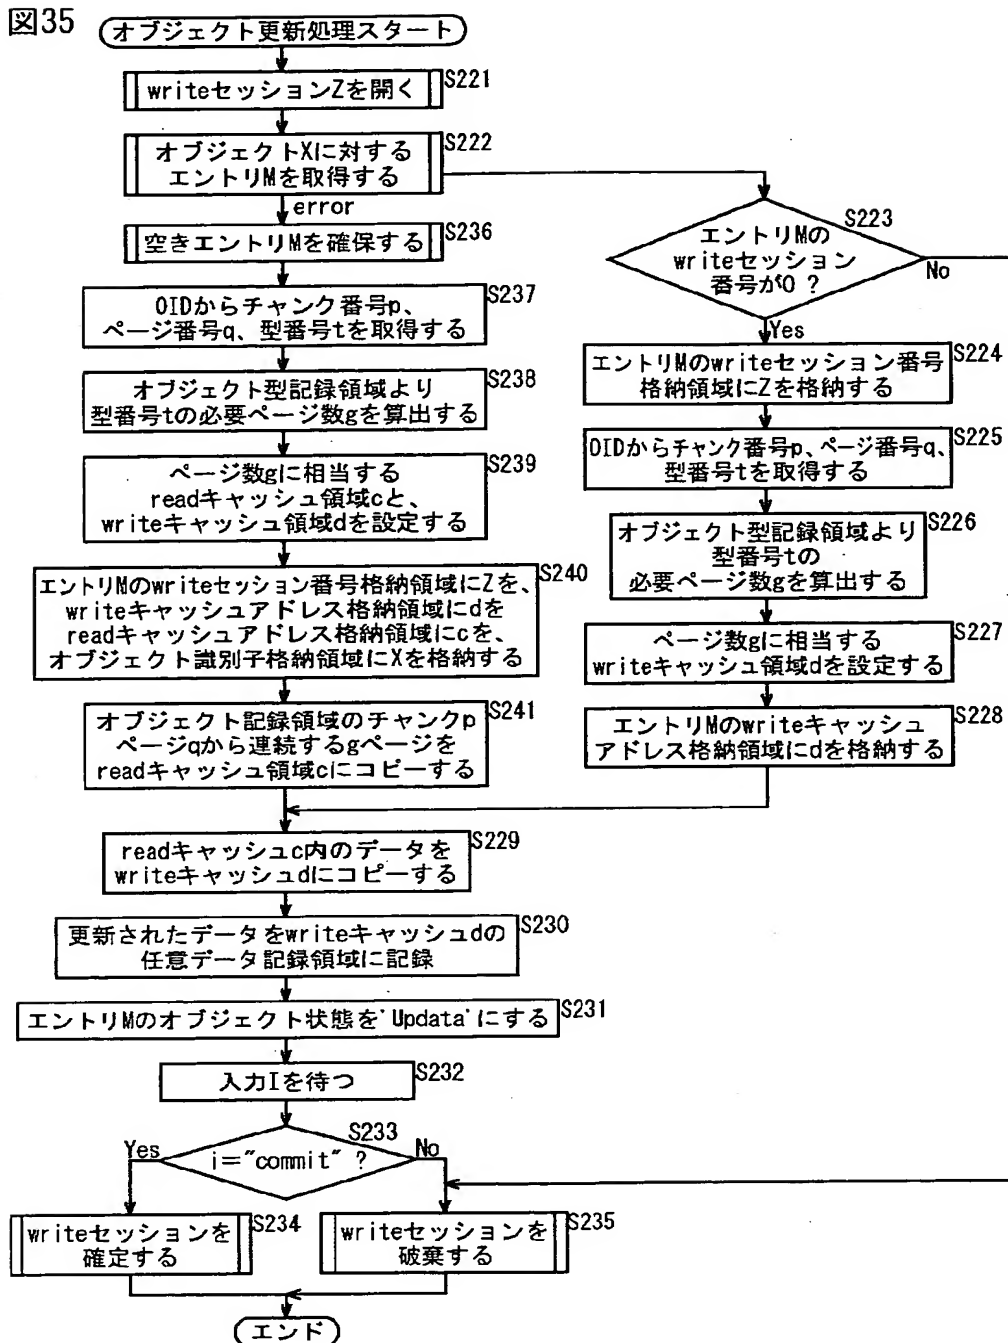 図35
オブジェクト更新処理スタート
writeセッションZを開く
S221
オブジェクトXに対する
エントリMを取得する
S222
error
空きエントリMを確保する
S236
OIDからチャンク番号p、
ページ番号q、型番号tを取得する
S237
オブジェクト型記録領域より
型番号tの必要ページ数gを算出する
S238
ページ数gに相当する
readキャッシュ領域cと、
writeキャッシュ領域dを設定する
S239
エントリMのwriteセッション番号格納領域にZを、
writeキャッシュアドレス格納領域にdを
readキャッシュアドレス格納領域にcを、
オブジェクト識別子格納領域にXを格納する
S240
オブジェクト記録領域のチャンクp
ページqから連続するgページを
readキャッシュ領域cにコピーする
S241
S223
エントリMの
writeセッション
番号が0 ?
No
Yes
エントリMのwriteセッション番号
格納領域にZを格納する
S224
OIDからチャンク番号p、ページ番号q、
型番号tを取得する
S225
オブジェクト型記録領域より
型番号tの
必要ページ数gを算出する
S226
ページ数gに相当する
writeキャッシュ領域dを設定する
S227
エントリMのwriteキャッシュ
アドレス格納領域にdを格納する
S228
readキャッシュc内のデータを
writeキャッシュdにコピーする
S229
更新されたデータをwriteキャッシュdの
任意データ記録領域に記録
S230
エントリMのオブジェクト状態を'Updata'にする
S231
入力Iを待つ
S232
S233
Yes
i="commit" ?
No
writeセッションを
確定する
S234
writeセッションを
破棄する
S235
エンド